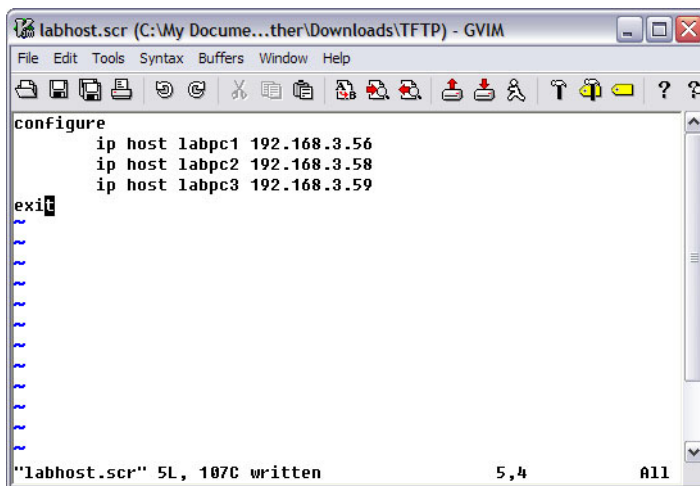 labhost.scr (C:\My Docume...ther\Downloads\TFTP) - GVIM
File Edit Tools Syntax Buffers Window Help
configure
        ip host labpc1 192.168.3.56
        ip host labpc2 192.168.3.58
        ip host labpc3 192.168.3.59
exit
~
~
~
~
~
~
~
~
~
~
~
~
"labhost.scr" 5L, 107C written 5,4 All